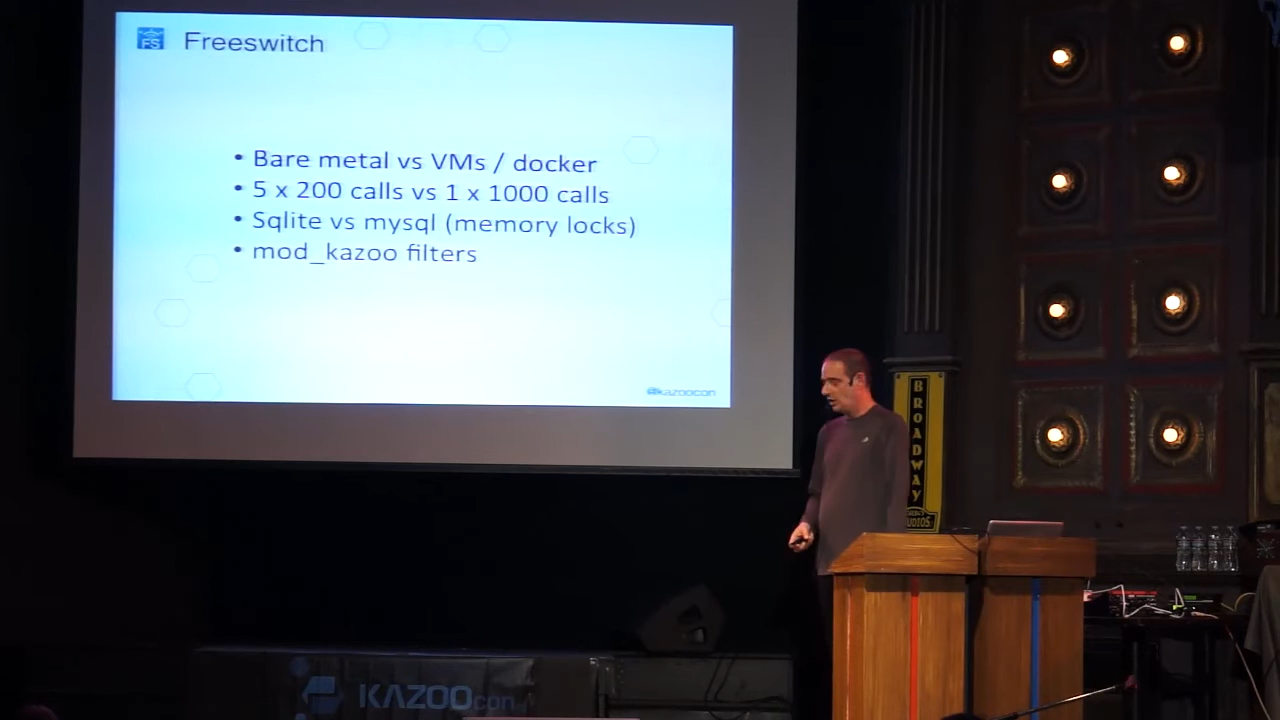 FS Freeswitch
• Bare metal vs VMs / docker
• 5 x 200 calls vs 1 x 1000 calls
• Sqlite vs mysql (memory locks)
• mod_kazoo filters
@kazoocon
BROADWAY
STUDIOS
KAZOOcon